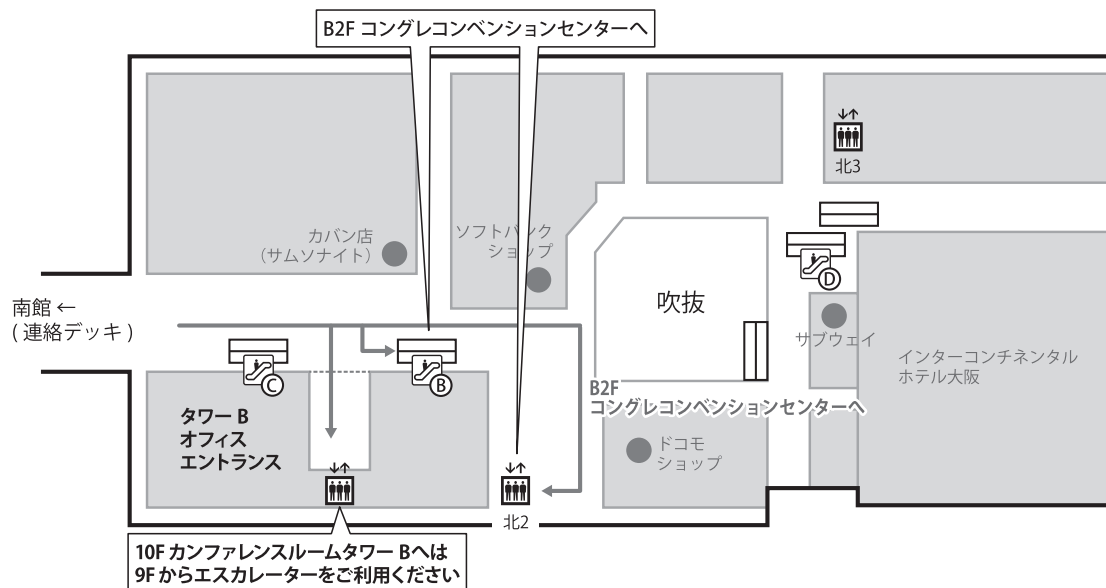 B2F コングレコンベンションセンターへ
北3
カバン店
（サムソナイト）
ソフトバンク
ショップ
D
南館 ←
( 連絡デッキ )
吹抜
サブウェイ
インターコンチネンタル
ホテル大阪
C
B
B2F
コングレコンベンションセンターへ
タワー B
オフィス
エントランス
ドコモ
ショップ
北2
10F カンファレンスルームタワー Bへは
9F からエスカレーターをご利用ください